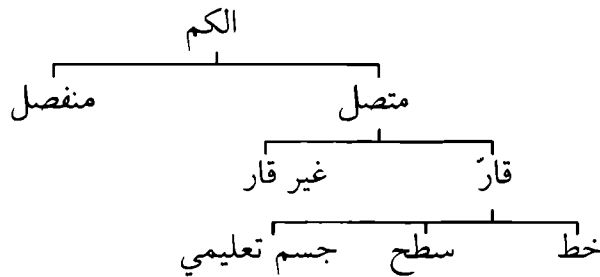 الكم
متصل منفصل
قارّ غير قار
خط سطح جسم تعليمي